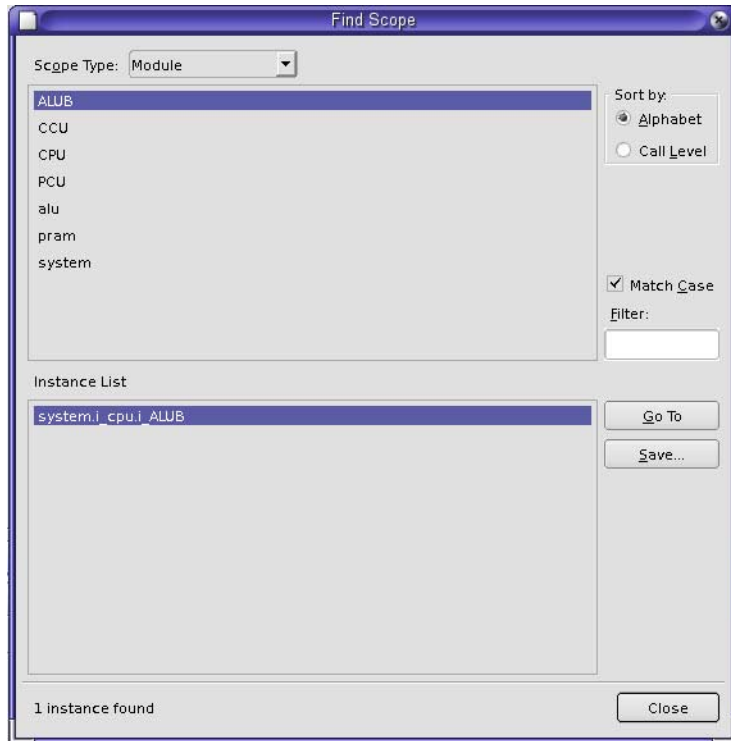 Find Scope
Scope Type: Module
ALUB
CCU
CPU
PCU
alu
pram
system
Sort by:
Alphabet
Call Level
Match Case
Filter:
Instance List
system.i_cpu.i_ALUB
Go To
Save...
1 instance found
Close